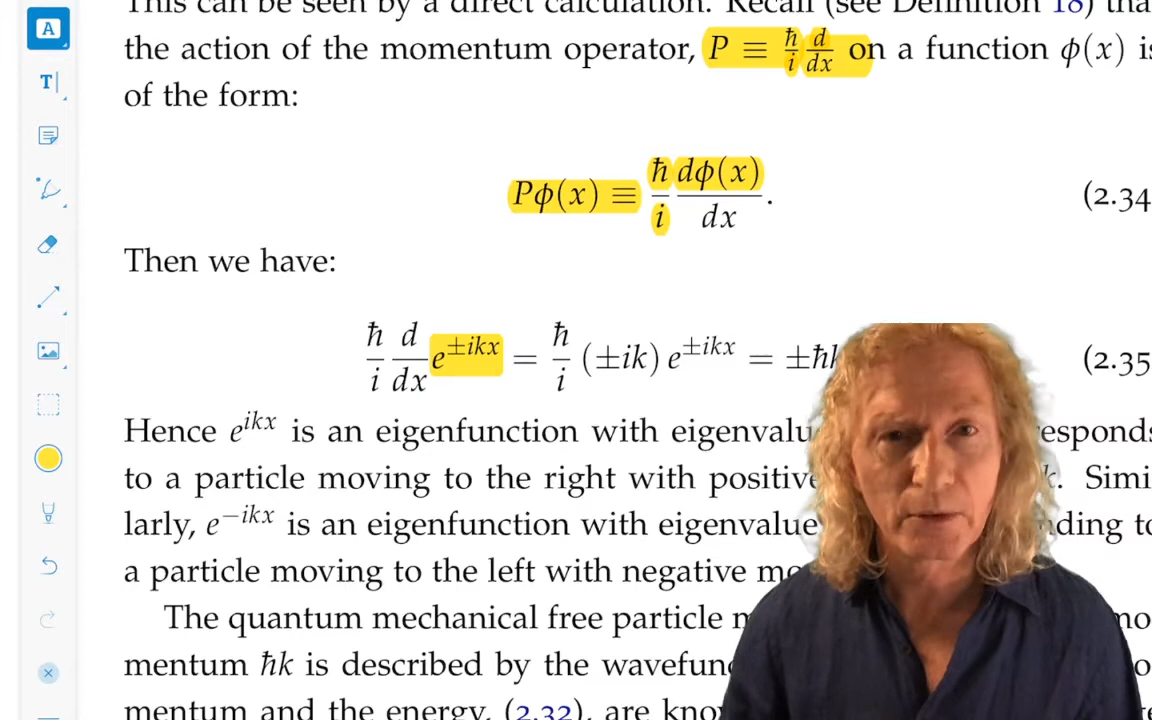 This can be seen by a direct calculation. Recall (see Definition 18) tha
the action of the momentum operator, P ≡ ħ/i d/dx on a function ϕ(x) is
of the form:
Pϕ(x) ≡ ħ/i dϕ(x)/dx. (2.34
Then we have:
ħ/i d/dx e^{±ikx} = ħ/i (±ik) e^{±ikx} = ±ħk (2.35
Hence e^{ikx} is an eigenfunction with eigenvalu responds
to a particle moving to the right with positive k. Simi
larly, e^{−ikx} is an eigenfunction with eigenvalue nding to
a particle moving to the left with negative mo
The quantum mechanical free particle mo
mentum ħk is described by the wavefun o
mentum and the energy, (2.32), are kno te
A
T